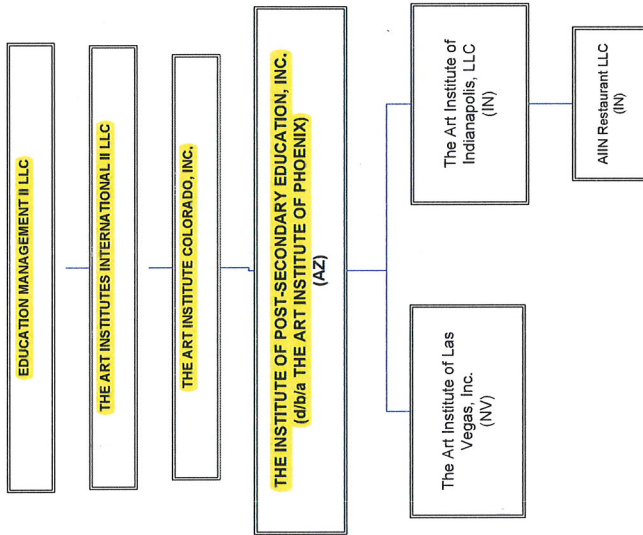 EDUCATION MANAGEMENT II LLC
THE ART INSTITUTES INTERNATIONAL II LLC
THE ART INSTITUTE COLORADO, INC.
THE INSTITUTE OF POST-SECONDARY EDUCATION, INC.
(d/b/a THE ART INSTITUTE OF PHOENIX)
(AZ)
The Art Institute of Las
Vegas, Inc.
(NV)
The Art Institute of
Indianapolis, LLC
(IN)
AIIN Restaurant LLC
(IN)